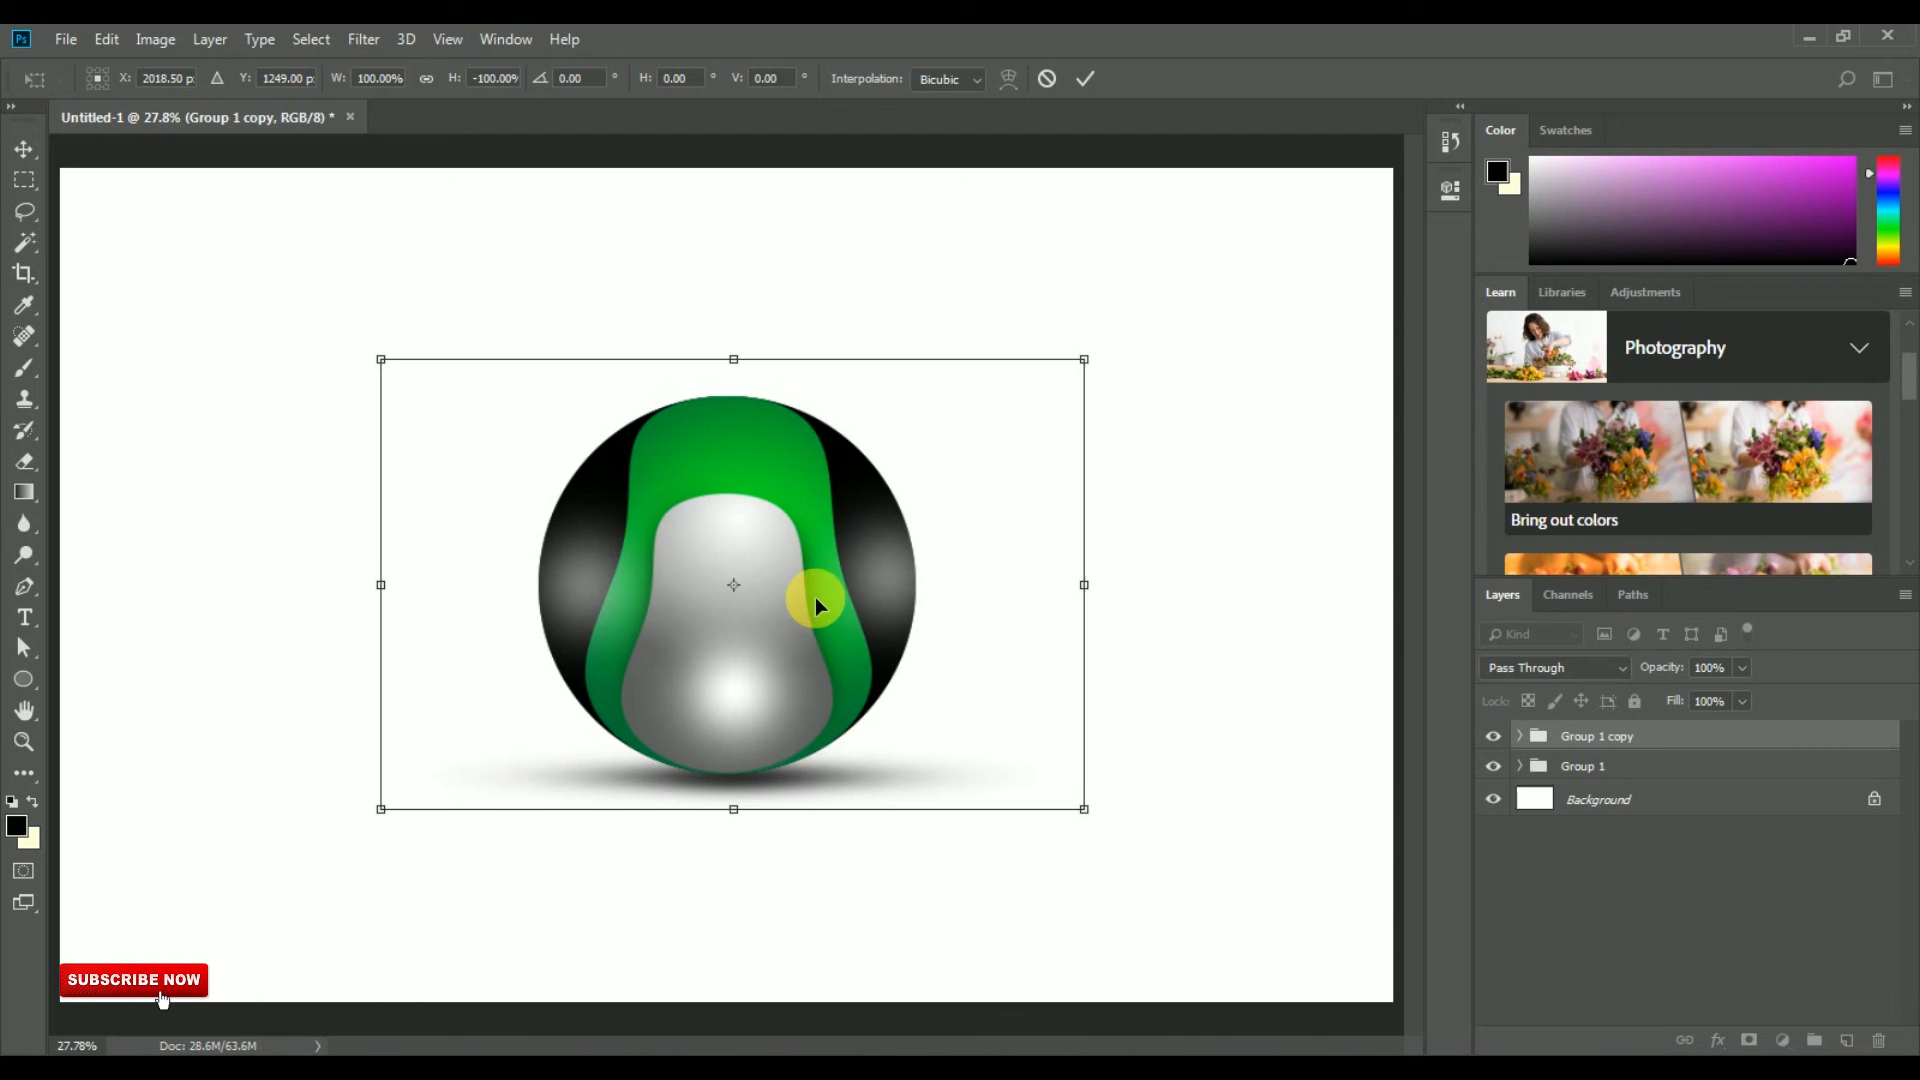 Ps File Edit Image Layer Type Select Filter 3D View Window Help
X: 2018.50 p: Y: 1249.00 p: W: 100.00% H: -100.00% 0.00 ° H: 0.00 ° V: 0.00 ° Interpolation: Bicubic
Untitled-1 @ 27.8% (Group 1 copy, RGB/8) * ×
Color Swatches
Learn Libraries Adjustments
Photography
Bring out colors
Layers Channels Paths
Kind
Pass Through Opacity: 100%
Lock: Fill: 100%
Group 1 copy
Group 1
Background
SUBSCRIBE NOW
27.78% Doc: 28.6M/63.6M
fx